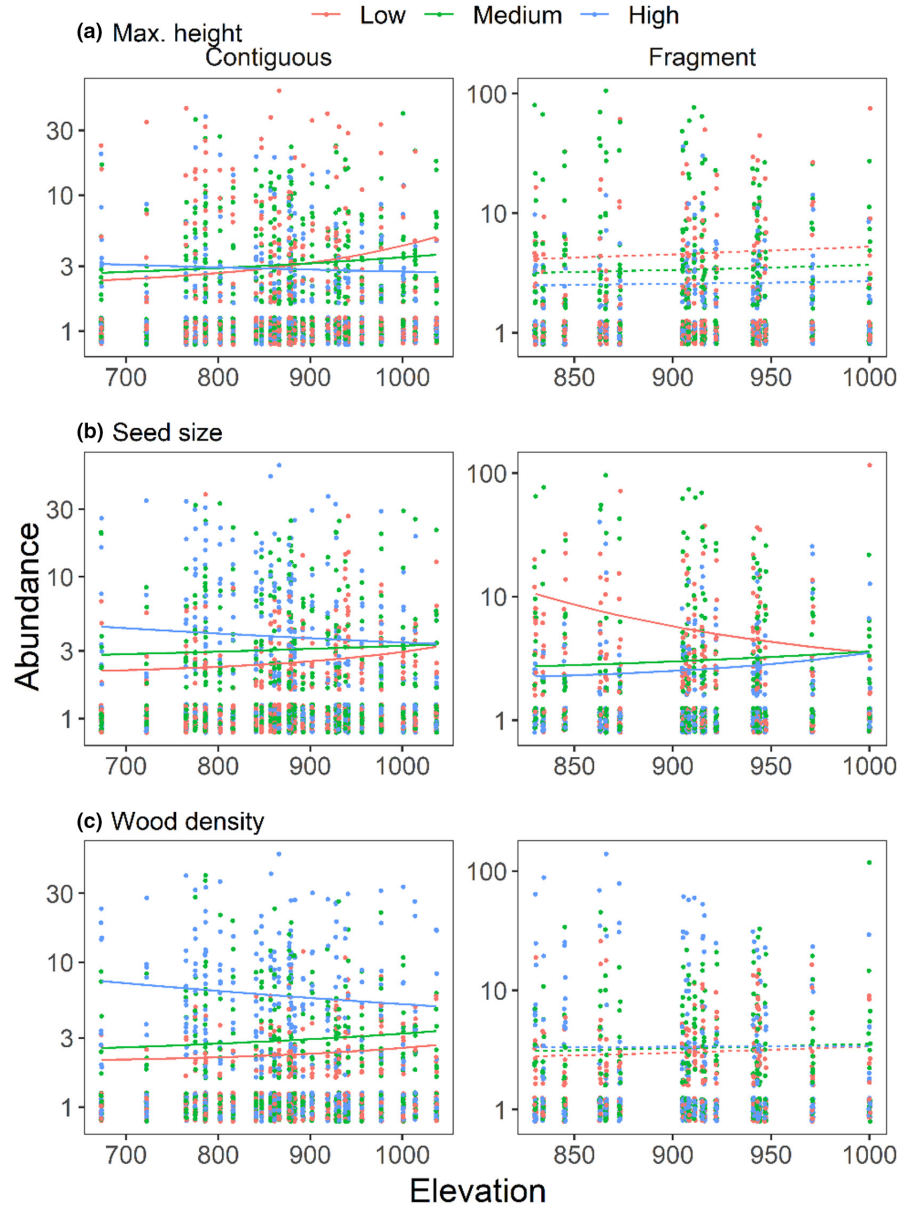 Low Medium High
(a) Max. height
Contiguous Fragment
30
10
3
1
700 800 900 1000
100
10
1
850 900 950 1000
(b) Seed size
30
10
3
1
700 800 900 1000
100
10
1
850 900 950 1000
Abundance
(c) Wood density
30
10
3
1
700 800 900 1000
100
10
1
850 900 950 1000
Elevation